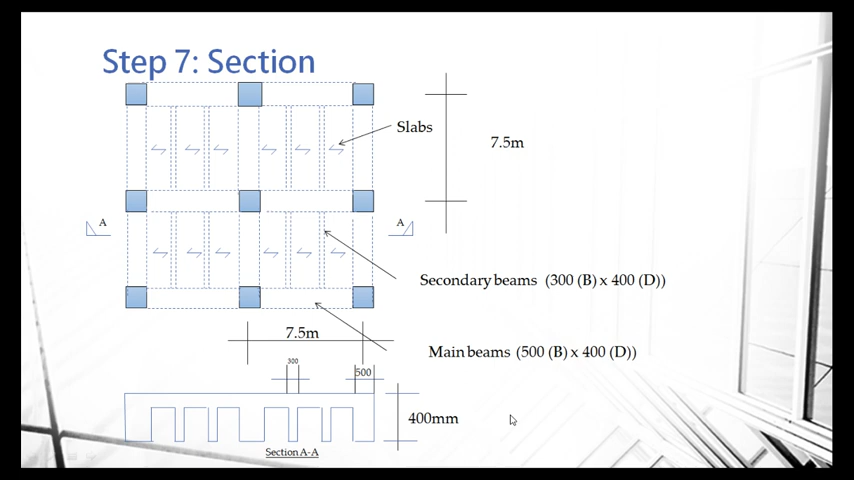 Step 7: Section
Slabs
7.5m
A
A
Secondary beams (300 (B) x 400 (D))
7.5m
Main beams (500 (B) x 400 (D))
300
500
400mm
Section A-A